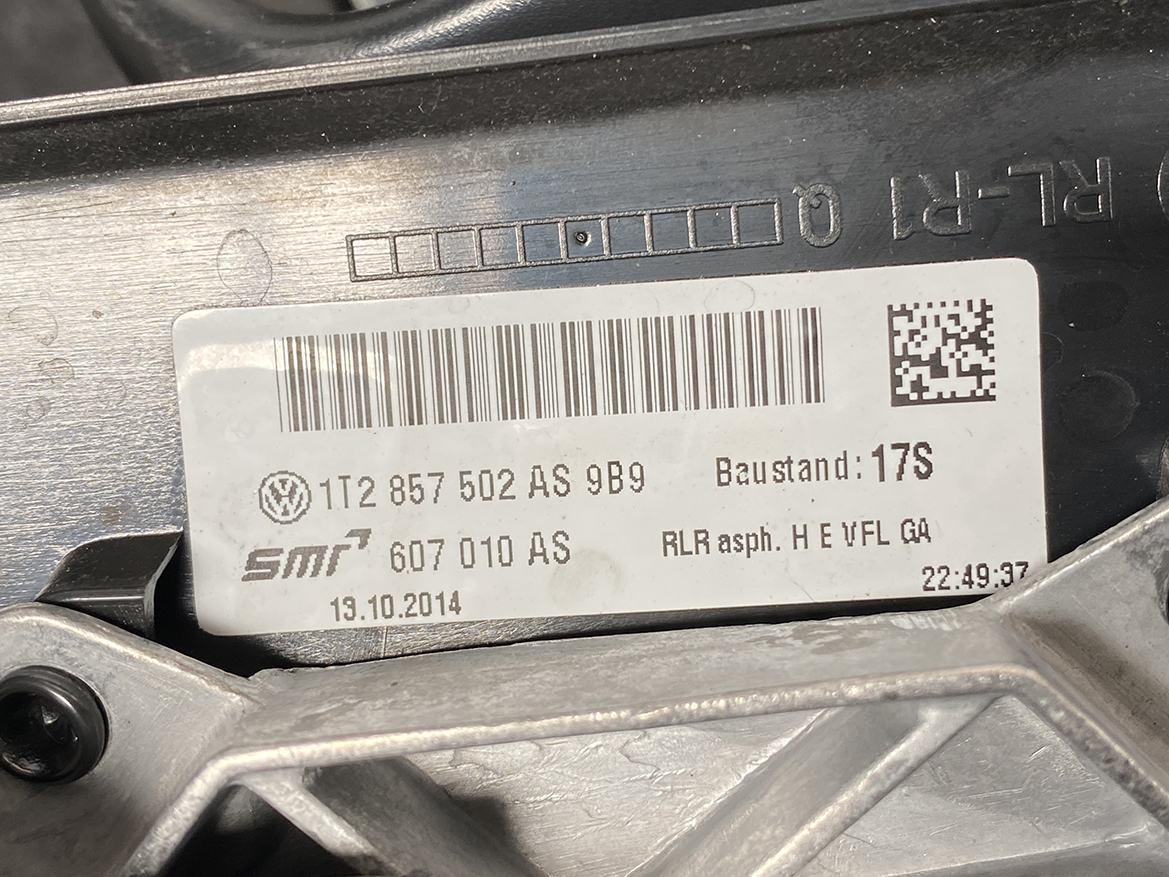 RL-R1 Q
1T2 857 502 AS 9B9
Baustand: 17S
smr 607 010 AS
RLR asph. H E VFL GA
13.10.2014
22:49:37